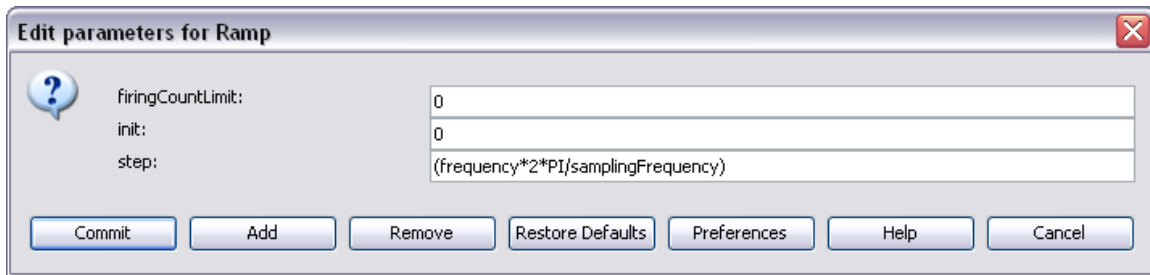 Edit parameters for Ramp
firingCountLimit: 0
init: 0
step: (frequency*2*PI/samplingFrequency)
Commit Add Remove Restore Defaults Preferences Help Cancel